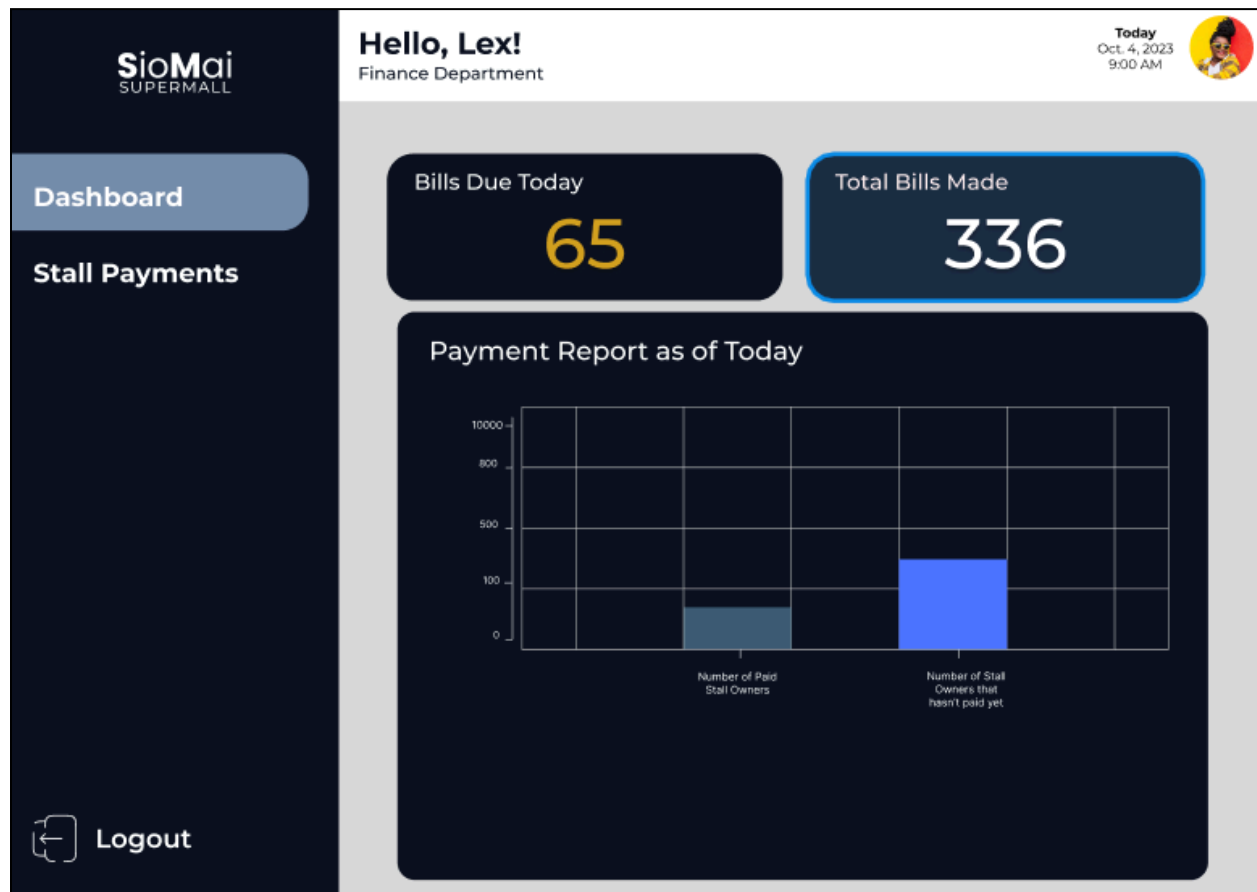 SioMai
SUPERMALL
Dashboard
Stall Payments
Logout
Hello, Lex!
Finance Department
Today
Oct. 4, 2023
9:00 AM
Bills Due Today
65
Total Bills Made
336
Payment Report as of Today
10000
800
500
100
0
Number of Paid
Stall Owners
Number of Stall
Owners that
hasn't paid yet